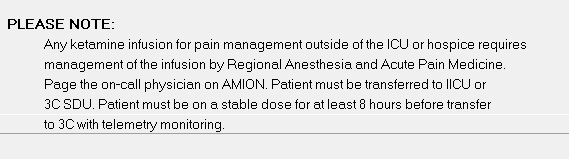 PLEASE NOTE:
Any ketamine infusion for pain management outside of the ICU or hospice requires
management of the infusion by Regional Anesthesia and Acute Pain Medicine.
Page the on-call physician on AMION. Patient must be transferred to IICU or
3C SDU. Patient must be on a stable dose for at least 8 hours before transfer
to 3C with telemetry monitoring.